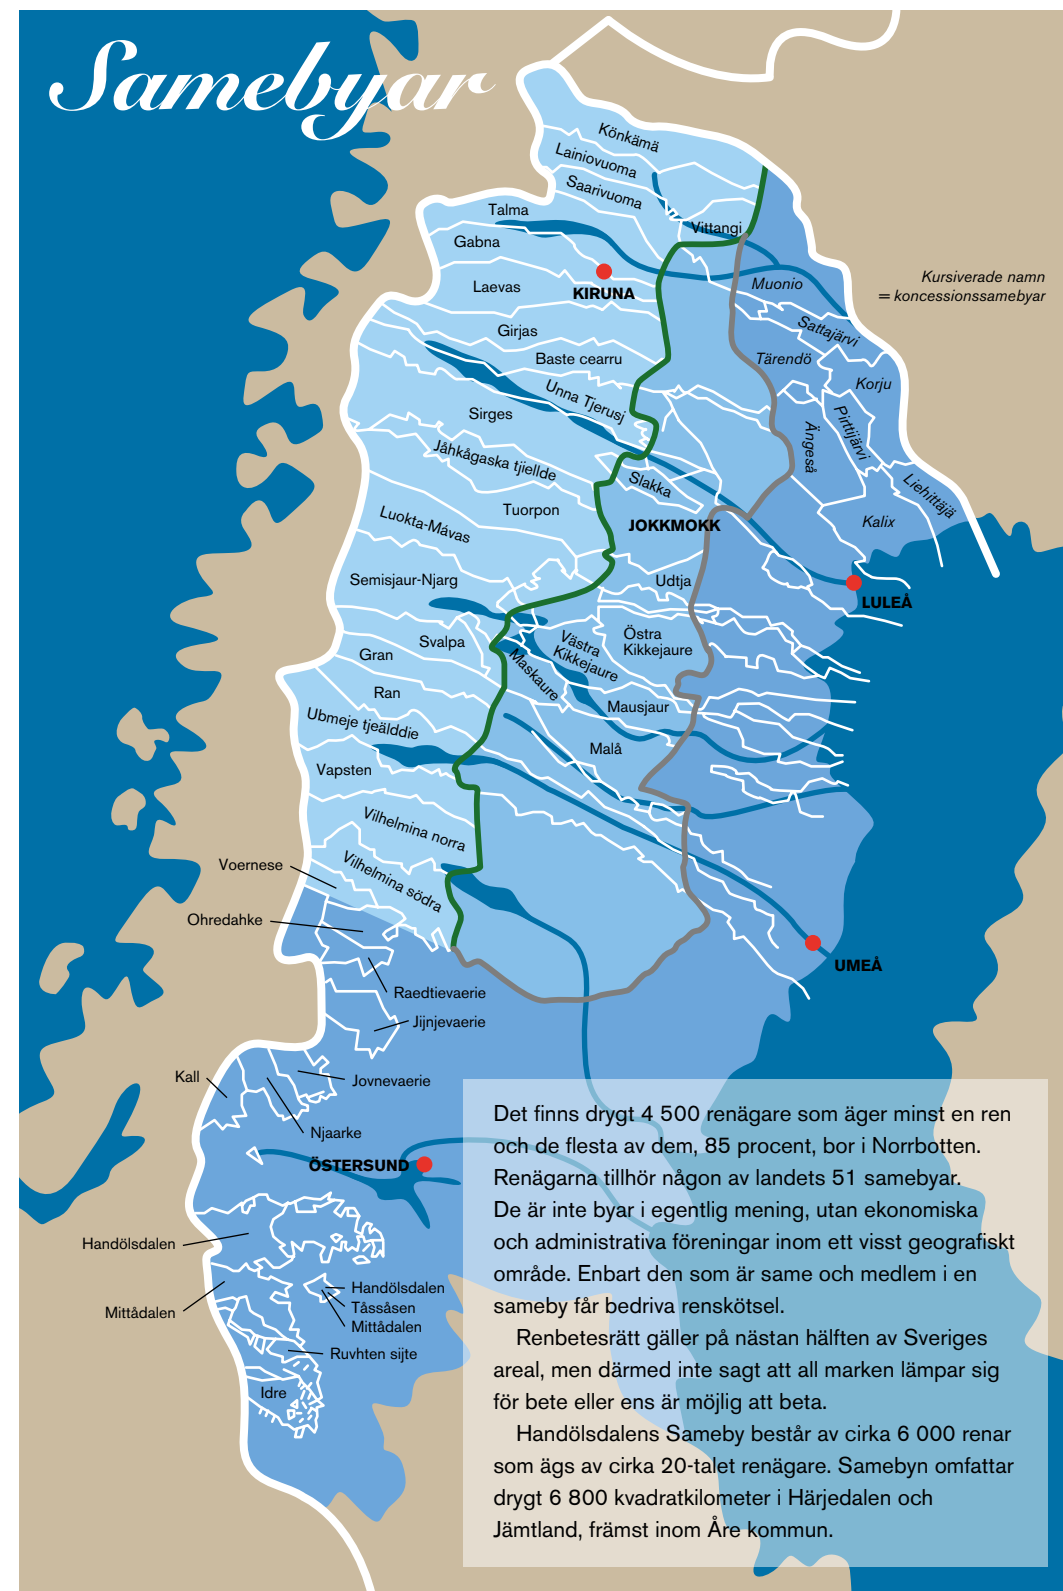 Samebyar
Könkämä
Lainiovuoma
Saarivuoma
Talma
Vittangi
Gabna
Kursiverade namn
= koncessionssamebyar
Muonio
Laevas
KIRUNA
Girjas
Sattajärvi
Baste cearru
Tärendö
Korju
Unna Tjerusj
Sirges
Pirttijärvi
Ängeså
Jåhkågaska tjiellde
Slakka
Liehittäjä
Tuorpon
Luokta-Mávas
JOKKMOKK
Kalix
Semisjaur-Njarg
Udtja
LULEÅ
Svalpa
Västra
Kikkejaure
Östra
Kikkejaure
Gran
Maskaure
Ran
Mausjaur
Ubmeje tjeälddie
Malå
Vapsten
Vilhelmina norra
Voernese
Vilhelmina södra
Ohredahke
UMEÅ
Raedtievaerie
Jijnjevaerie
Kall
Jovnevaerie
Njaarke
ÖSTERSUND
Handölsdalen
Handölsdalen
Tåssåsen
Mittådalen
Mittådalen
Ruvhten sijte
Idre
Det finns drygt 4 500 renägare som äger minst en ren
och de flesta av dem, 85 procent, bor i Norrbotten.
Renägarna tillhör någon av landets 51 samebyar.
De är inte byar i egentlig mening, utan ekonomiska
och administrativa föreningar inom ett visst geografiskt
område. Enbart den som är same och medlem i en
sameby får bedriva renskötsel.
Renbetesrätt gäller på nästan hälften av Sveriges
areal, men därmed inte sagt att all marken lämpar sig
för bete eller ens är möjlig att beta.
Handölsdalens Sameby består av cirka 6 000 renar
som ägs av cirka 20-talet renägare. Samebyn omfattar
drygt 6 800 kvadratkilometer i Härjedalen och
Jämtland, främst inom Åre kommun.